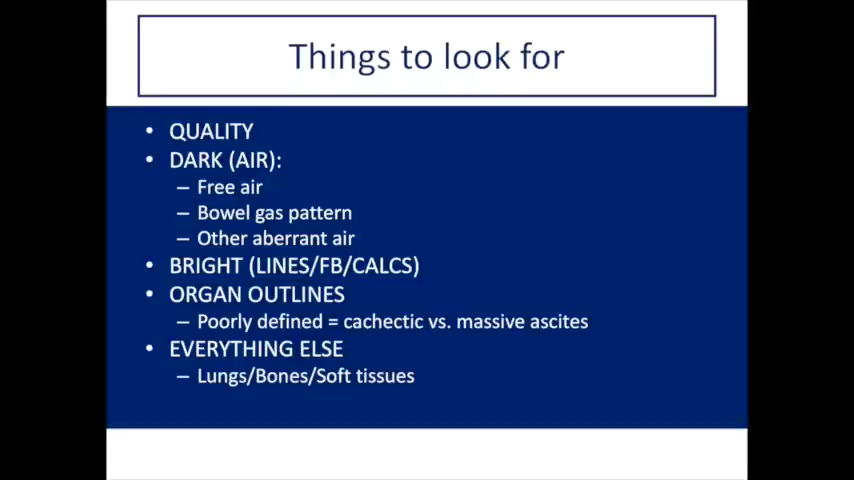 Things to look for
• QUALITY
• DARK (AIR):
– Free air
– Bowel gas pattern
– Other aberrant air
• BRIGHT (LINES/FB/CALCS)
• ORGAN OUTLINES
– Poorly defined = cachectic vs. massive ascites
• EVERYTHING ELSE
– Lungs/Bones/Soft tissues